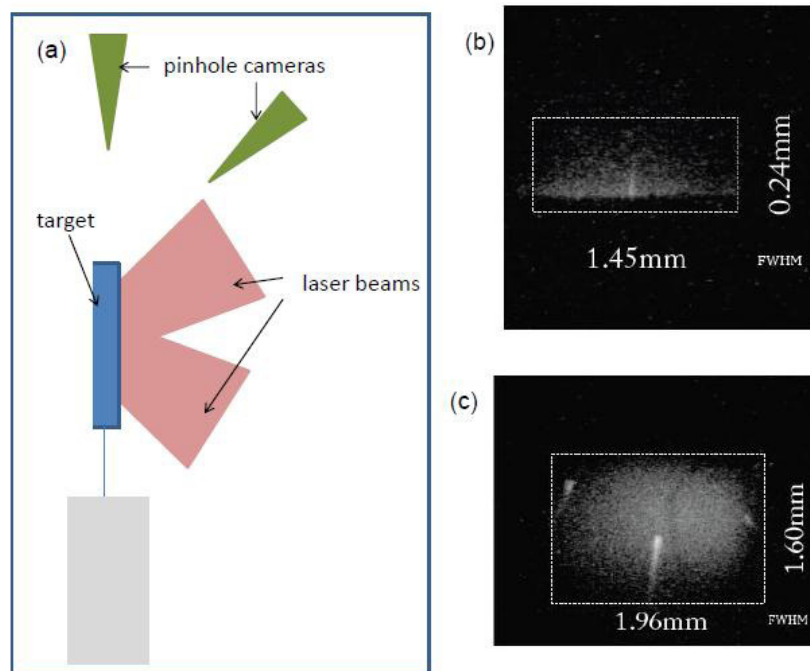 (a)
pinhole cameras
target
laser beams
(b)
0.24mm
1.45mm
FWHM
(c)
1.60mm
1.96mm
FWHM